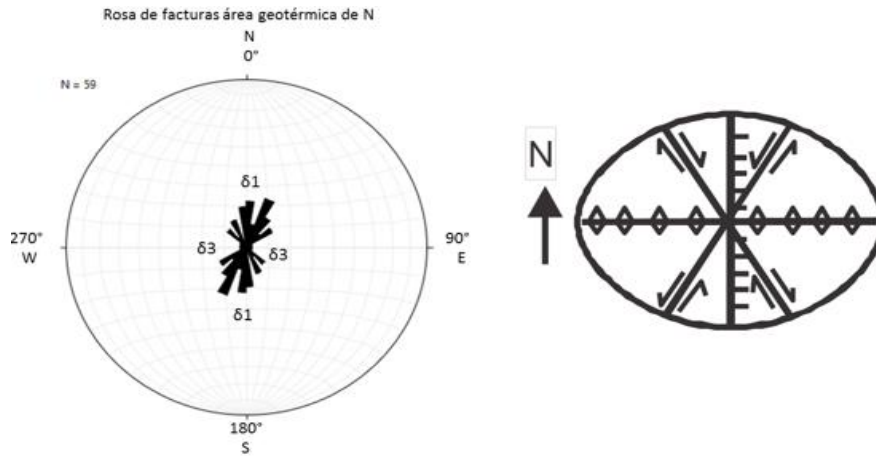 Rosa de facturas área geotérmica de N
N
0°
N = 59
δ1
270°
W
δ3
δ3
90°
E
δ1
180°
S
N